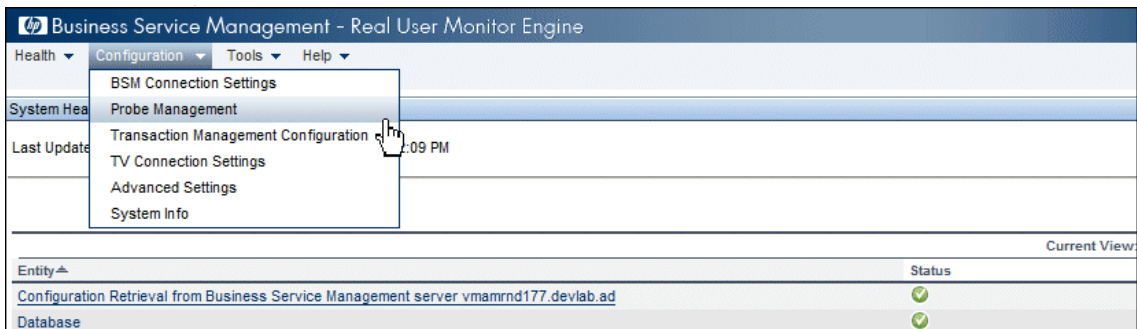 hp Business Service Management - Real User Monitor Engine
Health Configuration Tools Help
BSM Connection Settings
System Hea Probe Management
Transaction Management Configuration
Last Update :09 PM
TV Connection Settings
Advanced Settings
System Info
Current View:
Entity Status
Configuration Retrieval from Business Service Management server vmamrnd177.devlab.ad
Database